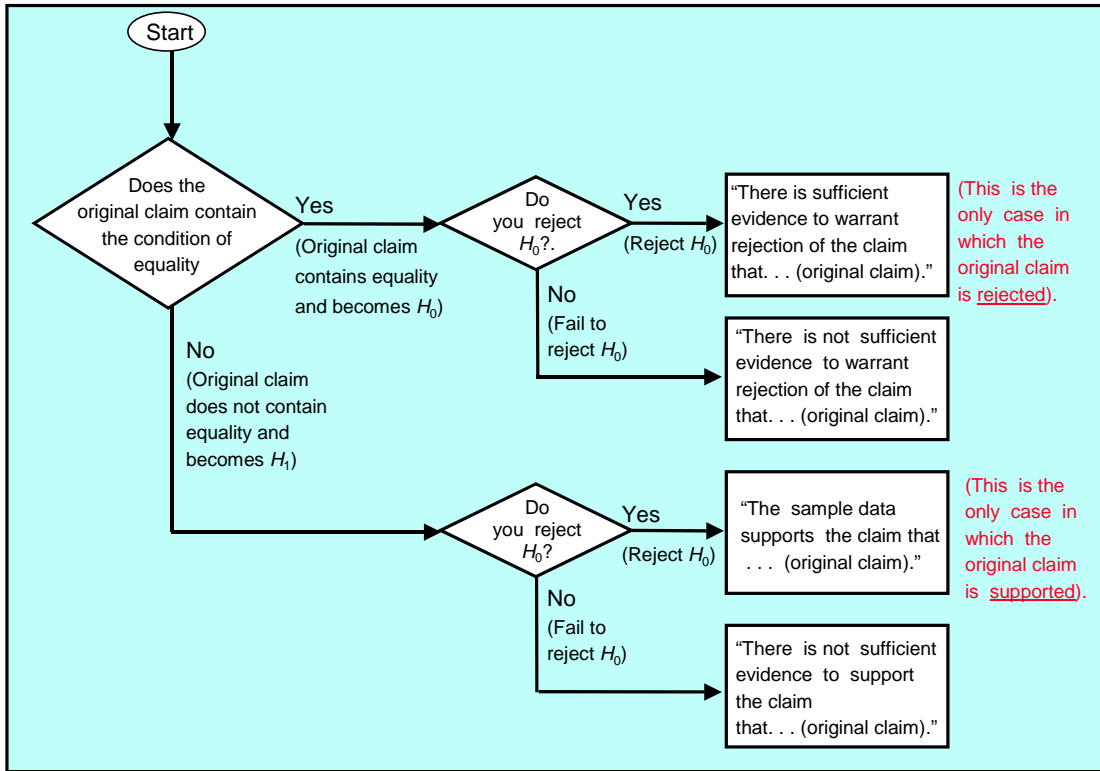 Start
Does the
original claim contain
the condition of
equality
Yes
(Original claim
contains equality
and becomes H0)
Do
you reject
H0?.
Yes
(Reject H0)
“There is sufficient
evidence to warrant
rejection of the claim
that. . . (original claim).”
(This is the
only case in
which the
original claim
is rejected).
No
(Fail to
reject H0)
“There is not sufficient
evidence to warrant
rejection of the claim
that. . . (original claim).”
No
(Original claim
does not contain
equality and
becomes H1)
Do
you reject
H0?
Yes
(Reject H0)
“The sample data
supports the claim that
. . . (original claim).”
(This is the
only case in
which the
original claim
is supported).
No
(Fail to
reject H0)
“There is not sufficient
evidence to support
the claim
that. . . (original claim).”